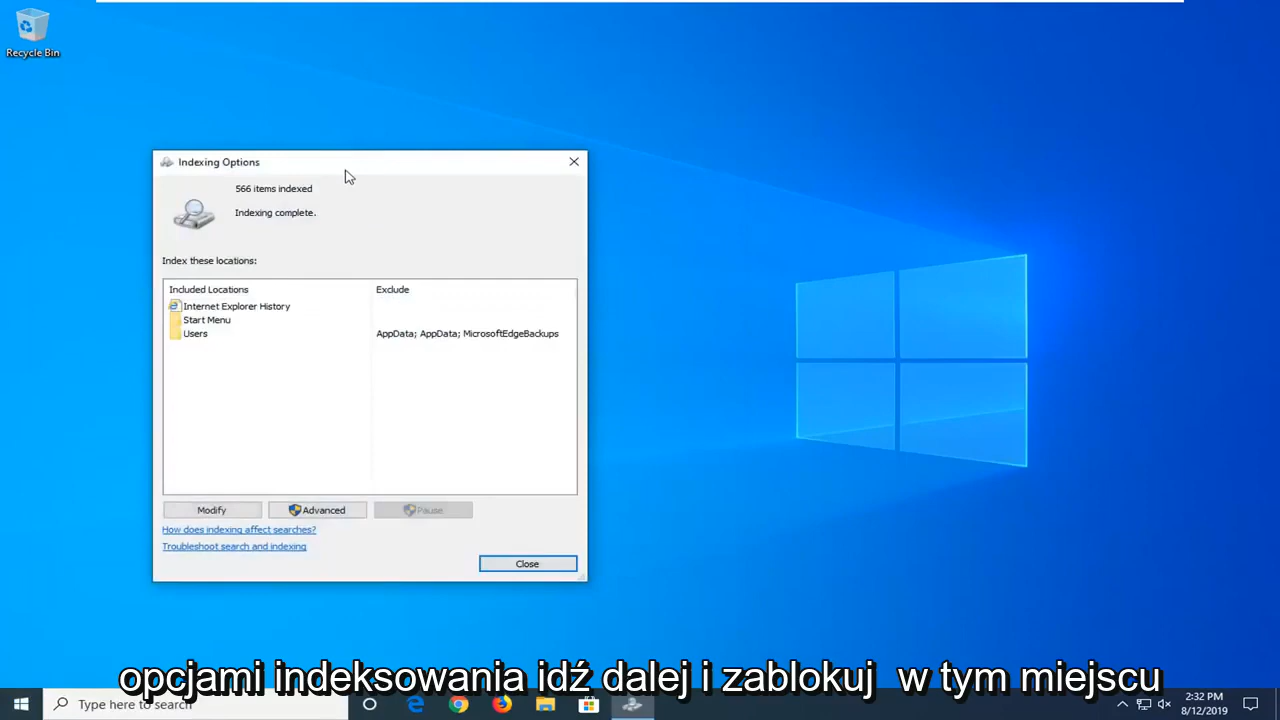 Recycle Bin
Indexing Options
566 items indexed
Indexing complete.
Index these locations:
Included Locations Exclude
Internet Explorer History
Start Menu
Users AppData; AppData; MicrosoftEdgeBackups
Modify Advanced Pause
How does indexing affect searches?
Troubleshoot search and indexing
Close
opcjami indeksowania idź dalej i zablokuj w tym miejscu
Type here to search
2:32 PM
8/12/2019